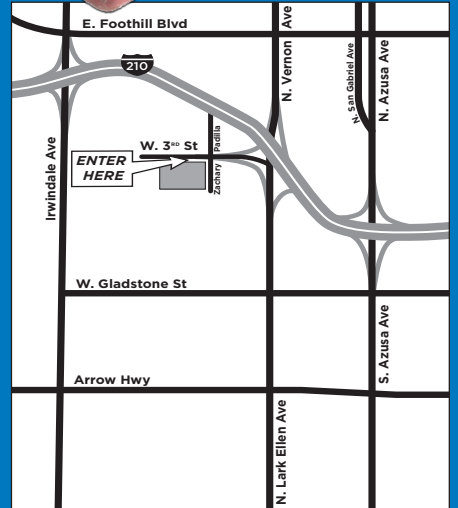 E. Foothill Blvd
N. Vernon Ave
N. San Gabriel Ave
N. Azusa Ave
210
Irwindale Ave
W. 3RD St
Zachary Padilla
ENTER
HERE
W. Gladstone St
S. Azusa Ave
Arrow Hwy
N. Lark Ellen Ave